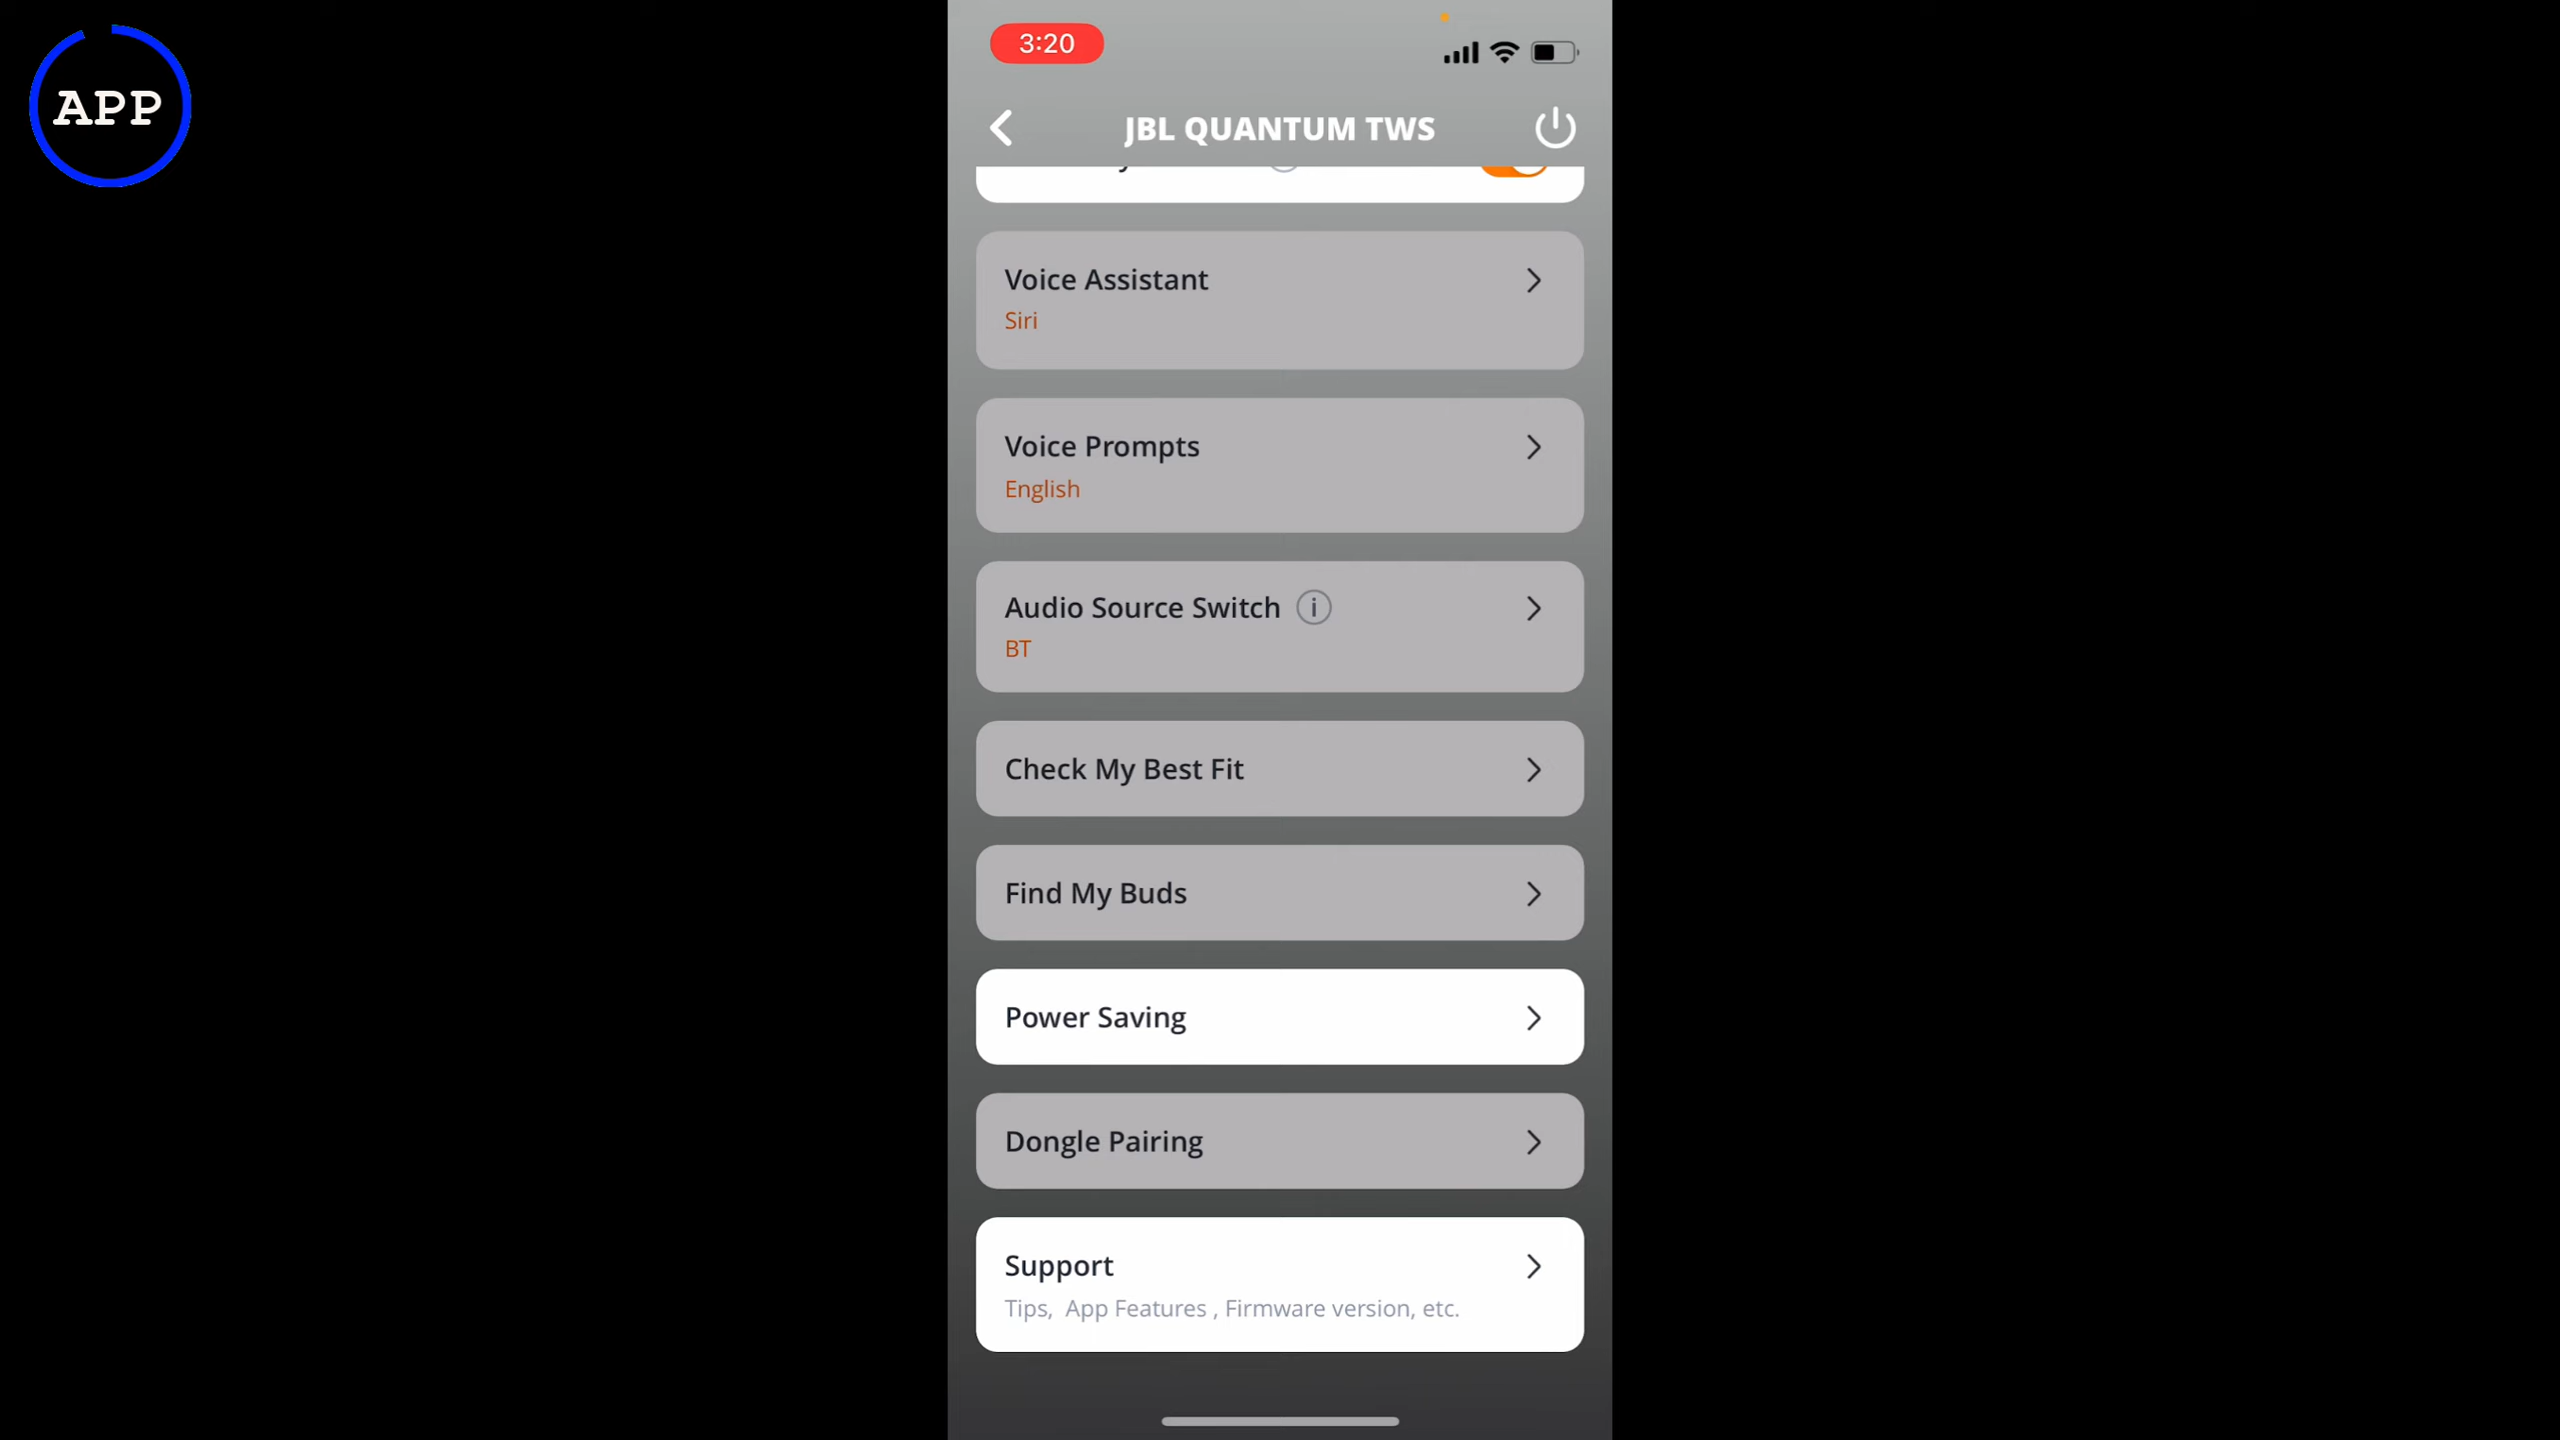 APP
3:20
JBL QUANTUM TWS
Voice Assistant
Siri
Voice Prompts
English
Audio Source Switch i
BT
Check My Best Fit
Find My Buds
Power Saving
Dongle Pairing
Support
Tips, App Features , Firmware version, etc.